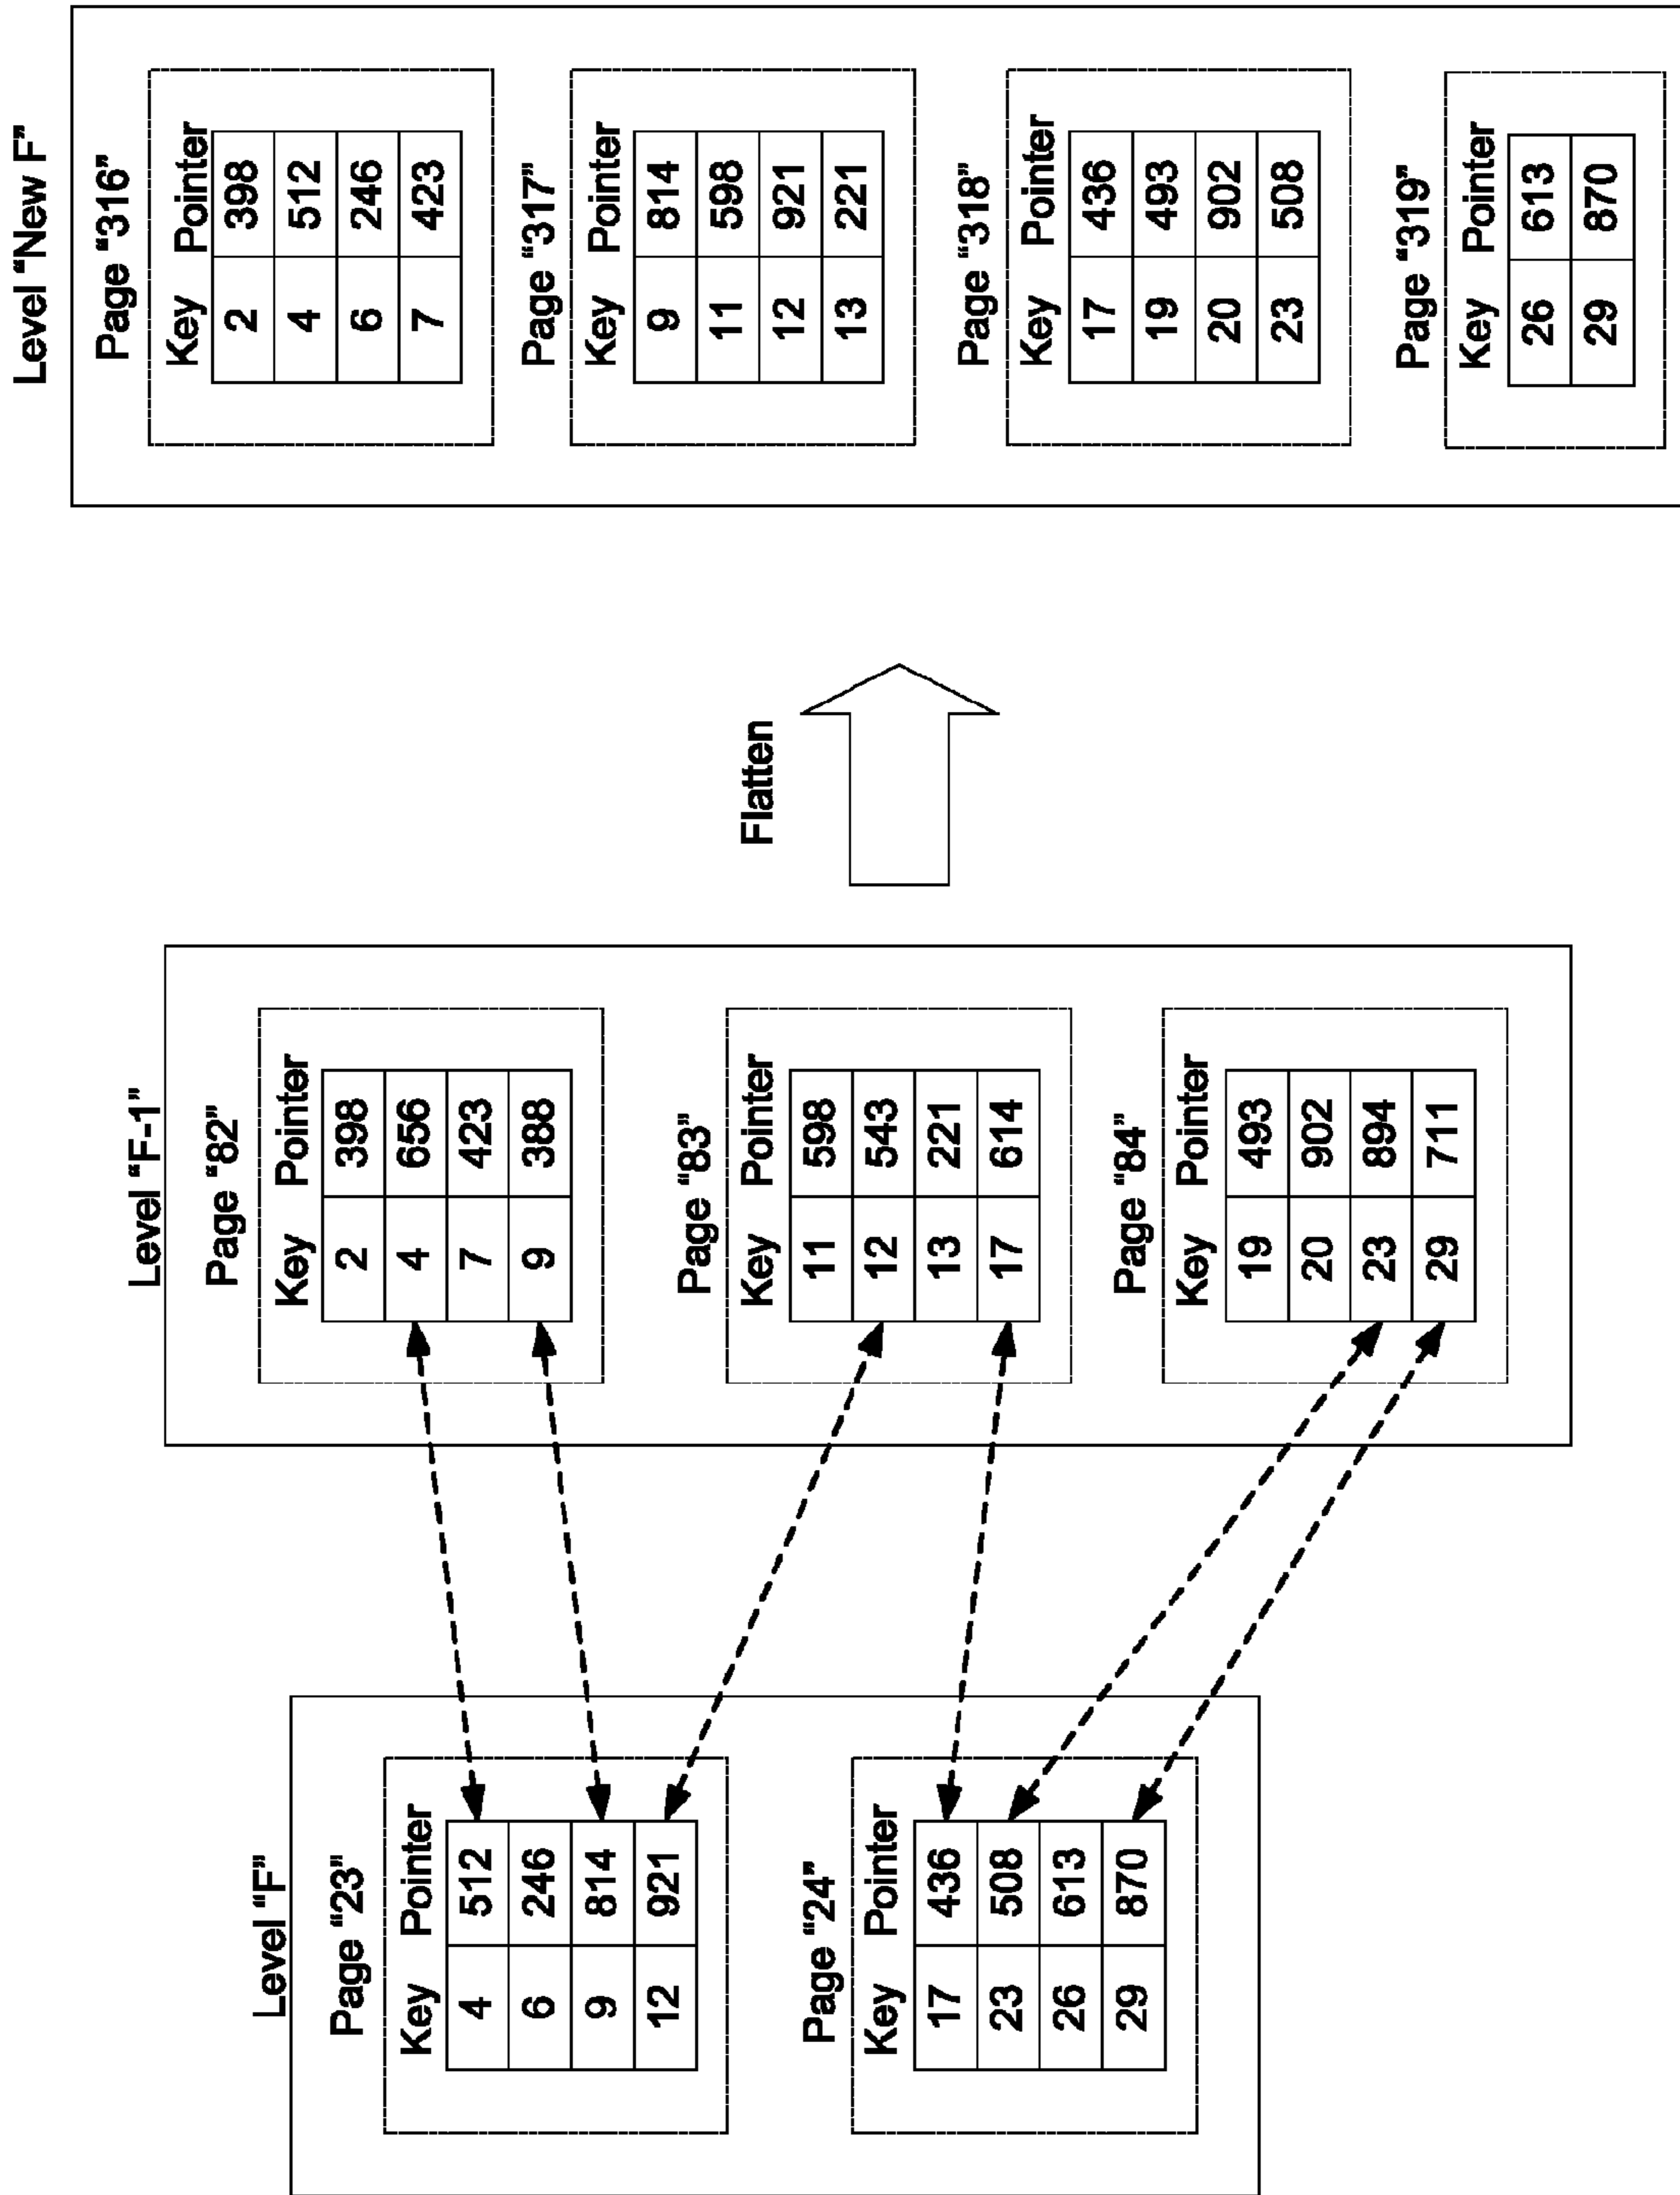 Level "F"
Page "23"
Key Pointer
4 512
6 246
9 814
12 921
Page "24"
Key Pointer
17 436
23 508
26 613
29 870
Level "F-1"
Page "82"
Key Pointer
2 398
4 656
7 423
9 388
Page "83"
Key Pointer
11 598
12 543
13 221
17 614
Page "84"
Key Pointer
19 493
20 902
23 894
29 711
Flatten
Level "New F"
Page "316"
Key Pointer
2 398
4 512
6 246
7 423
Page "317"
Key Pointer
9 814
11 598
12 921
13 221
Page "318"
Key Pointer
17 436
19 493
20 902
23 508
Page "319"
Key Pointer
26 613
29 870